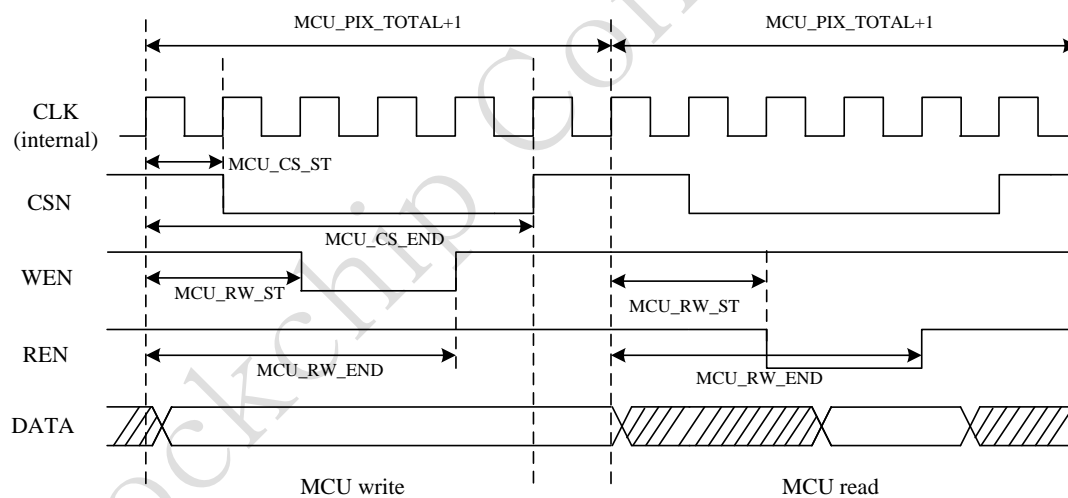 MCU_PIX_TOTAL+1
MCU_PIX_TOTAL+1
CLK
(internal)
MCU_CS_ST
CSN
MCU_CS_END
WEN
MCU_RW_ST
MCU_RW_ST
REN
MCU_RW_END
MCU_RW_END
DATA
MCU write
MCU read